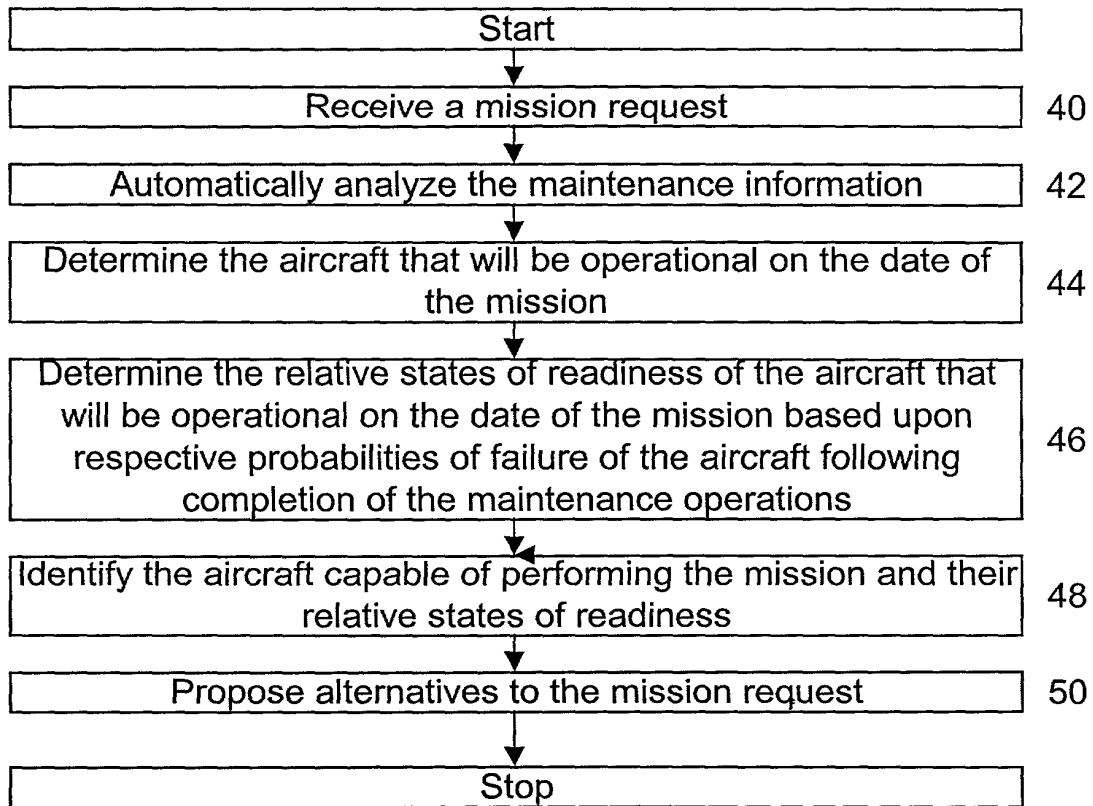 Start
Receive a mission request
40
Automatically analyze the maintenance information
42
Determine the aircraft that will be operational on the date of
the mission
44
Determine the relative states of readiness of the aircraft that
will be operational on the date of the mission based upon
respective probabilities of failure of the aircraft following
completion of the maintenance operations
46
Identify the aircraft capable of performing the mission and their
relative states of readiness
48
Propose alternatives to the mission request
50
Stop